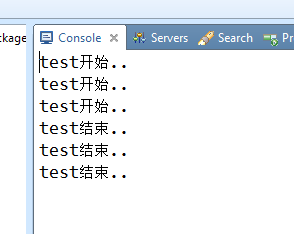 ckage
Console
Servers
Search
Pr
test开始..
test开始..
test开始..
test结束..
test结束..
test结束..